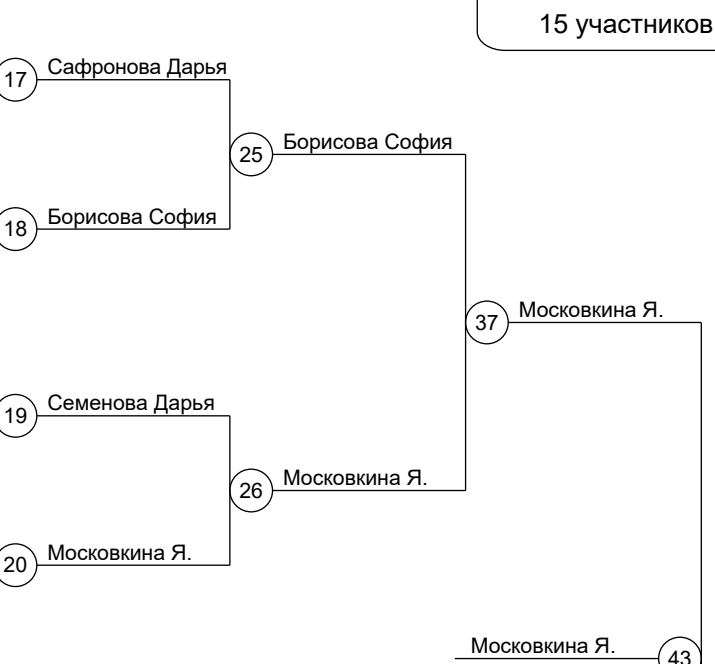 15 участников
17 Сафронова Дарья
25 Борисова София
18 Борисова София
37 Московкина Я.
19 Семенова Дарья
26 Московкина Я.
20 Московкина Я.
Московкина Я. 43